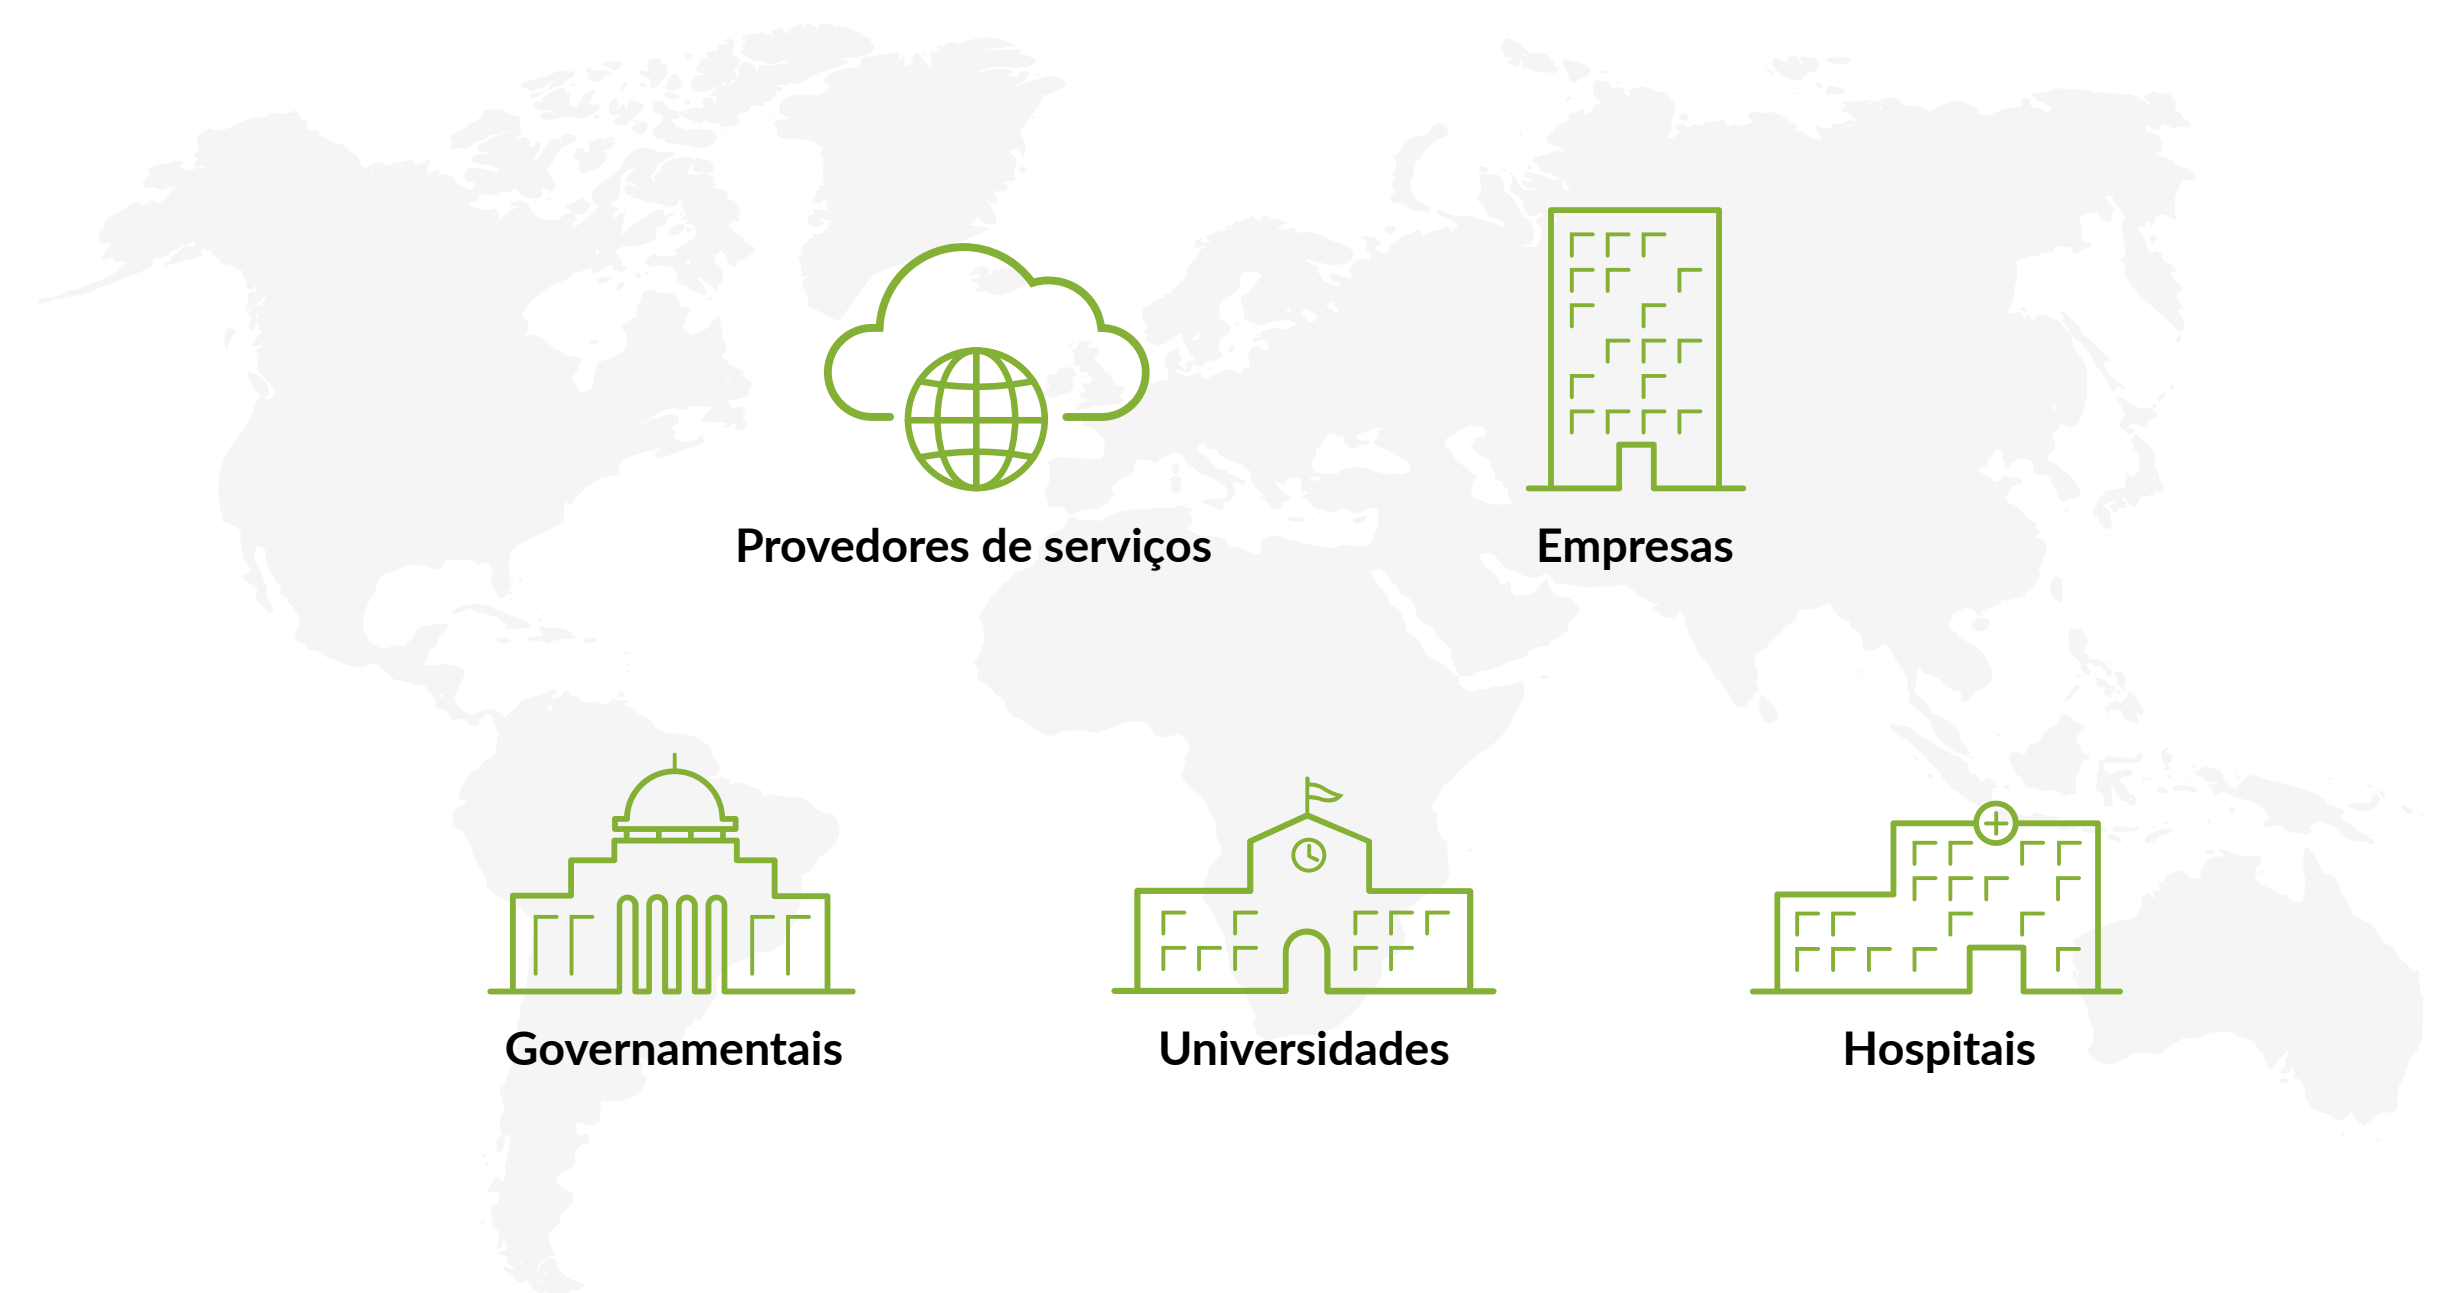 Provedores de serviços
Empresas
Governamentais
Universidades
Hospitais